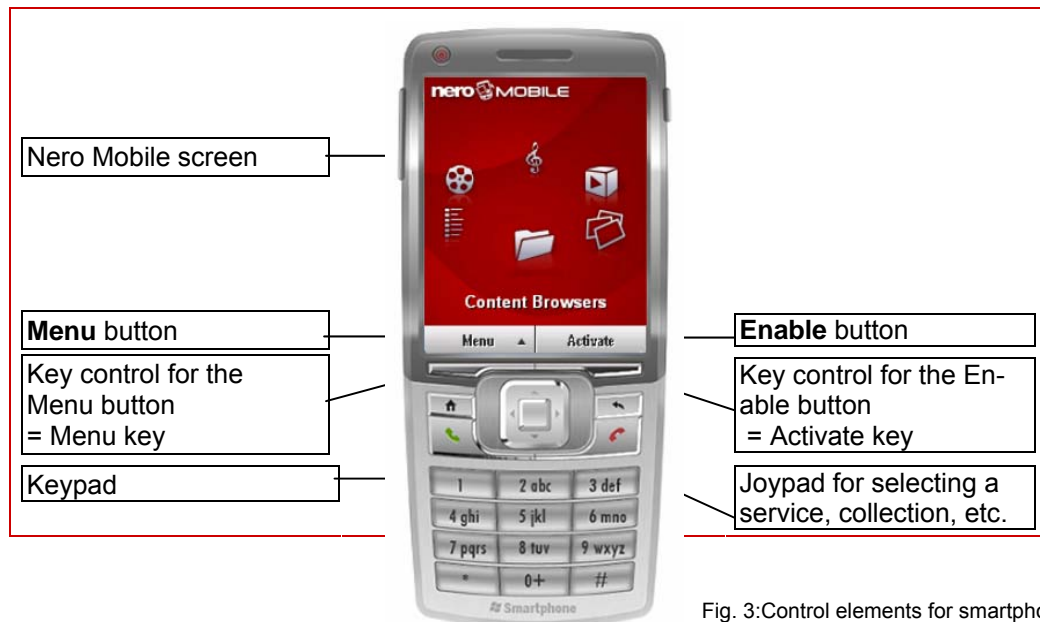 nero MOBILE
Nero Mobile screen
Content Browsers
Menu button
Enable button
Menu
Activate
Key control for the
Menu button
= Menu key
Key control for the En-
able button
= Activate key
Keypad
Joypad for selecting a
service, collection, etc.
1
2 abc
3 def
4 ghi
5 jkl
6 mno
7 pqrs
8 tuv
9 wxyz
*
0+
#
Smartphone
Fig. 3:Control elements for smartpho